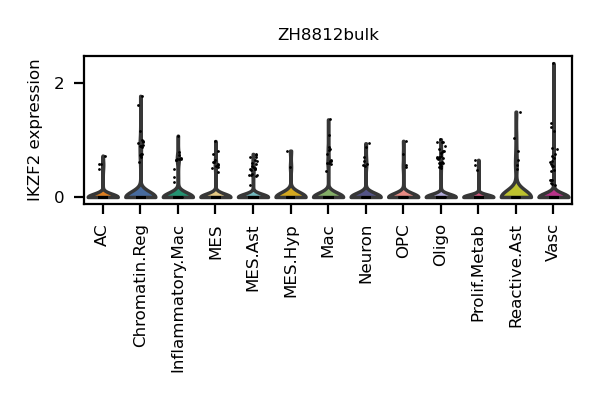 ZH8812bulk
IKZF2 expression
2
0
AC
Chromatin.Reg
Inflammatory.Mac
MES
MES.Ast
MES.Hyp
Mac
Neuron
OPC
Oligo
Prolif.Metab
Reactive.Ast
Vasc